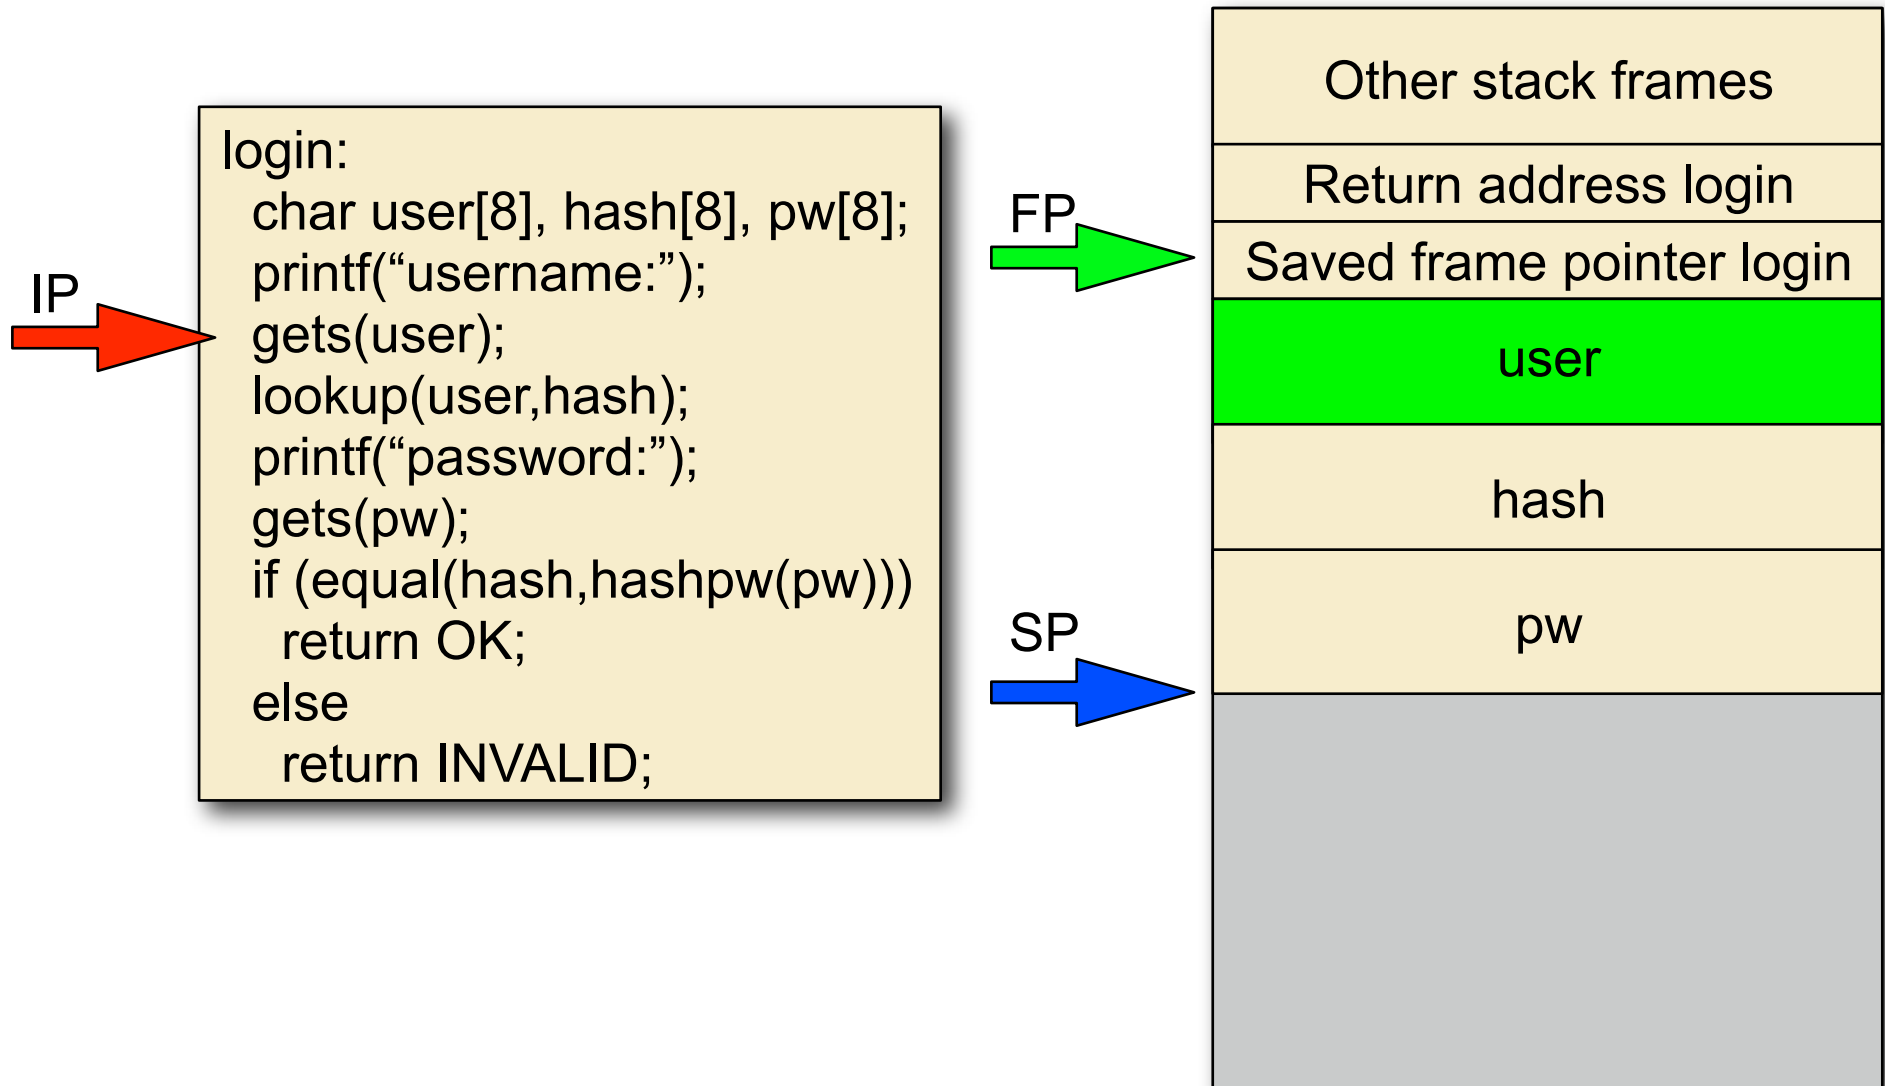 IP
login:
char user[8], hash[8], pw[8];
printf(“username:”);
gets(user);
lookup(user,hash);
printf(“password:”);
gets(pw);
if (equal(hash,hashpw(pw)))
return OK;
else
return INVALID;
FP
SP
Other stack frames
Return address login
Saved frame pointer login
user
hash
pw